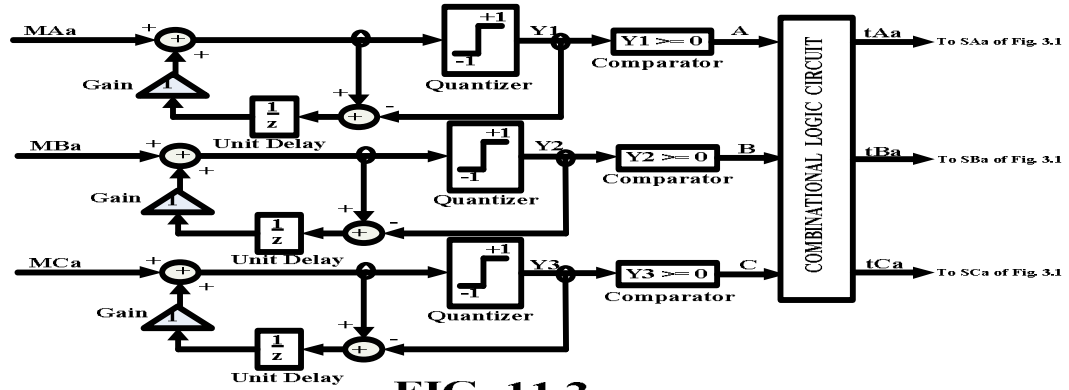 MAa
+
+
+
Gain
1
1
z
Unit Delay
+
+
-
+1
-1
Quantizer
Y1
Y1 >= 0
Comparator
A
tAa
To SAa of Fig. 3.1
MBa
+
+
+
Gain
1
1
z
Unit Delay
+
+
-
+1
-1
Quantizer
Y2
Y2 >= 0
Comparator
B
tBa
To SBa of Fig. 3.1
MCa
+
+
+
Gain
1
1
z
Unit Delay
+
+
-
+1
-1
Quantizer
Y3
Y3 >= 0
Comparator
C
tCa
To SCa of Fig. 3.1
COMBINATIONAL LOGIC CIRCUIT
FIG. 11.3